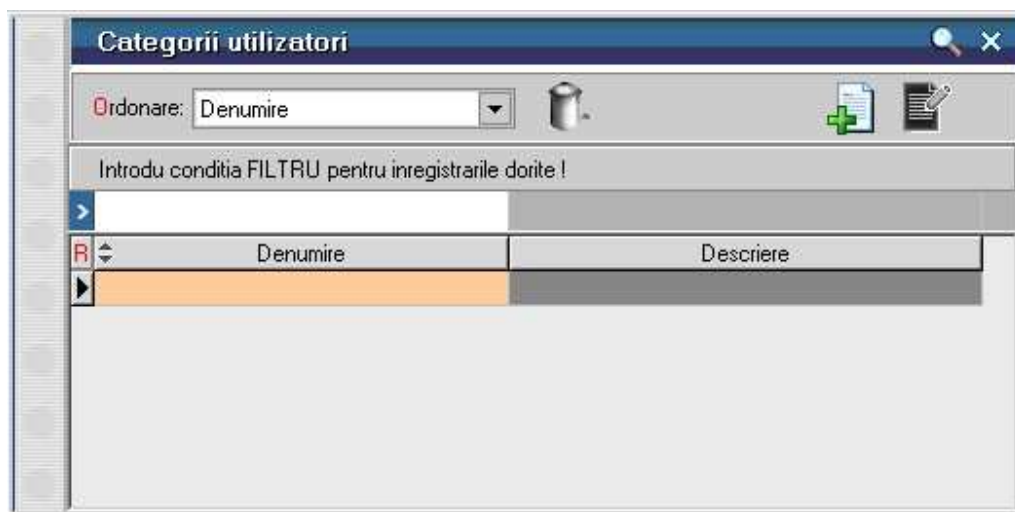 Categorii utilizatori
Ordonare: Denumire
Introdu conditia FILTRU pentru inregistrarile dorite !
R Denumire Descriere